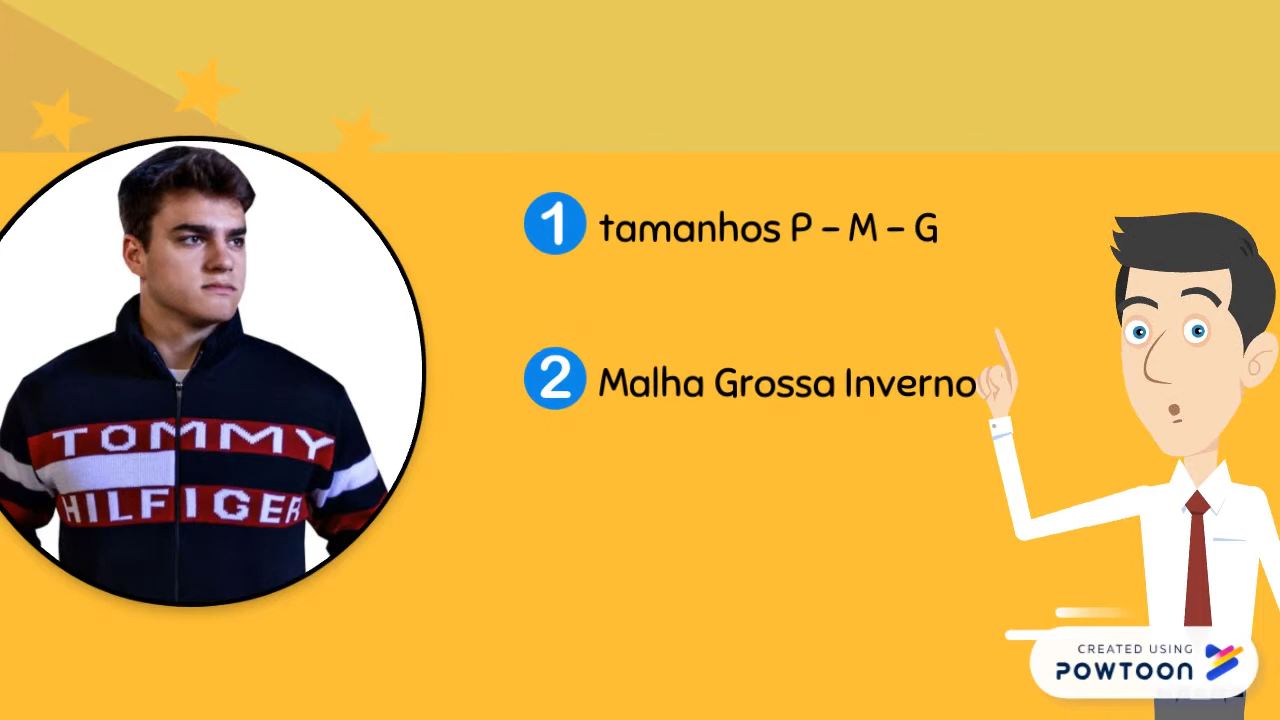 TOMMY
HILFIGER
1 tamanhos P - M - G
2 Malha Grossa Inverno
CREATED USING
POWTOON